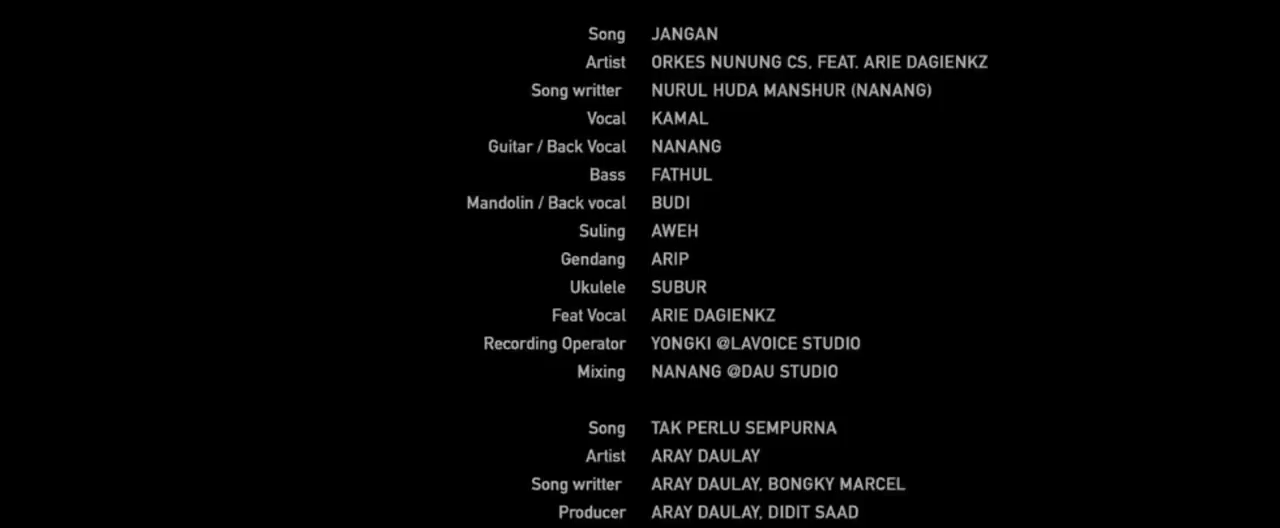 Song JANGAN
Artist ORKES NUNUNG CS, FEAT. ARIE DAGIENKZ
Song writter NURUL HUDA MANSHUR (NANANG)
Vocal KAMAL
Guitar / Back Vocal NANANG
Bass FATHUL
Mandolin / Back vocal BUDI
Suling AWEH
Gendang ARIP
Ukulele SUBUR
Feat Vocal ARIE DAGIENKZ
Recording Operator YONGKI @LAVOICE STUDIO
Mixing NANANG @DAU STUDIO
Song TAK PERLU SEMPURNA
Artist ARAY DAULAY
Song writter ARAY DAULAY, BONGKY MARCEL
Producer ARAY DAULAY, DIDIT SAAD